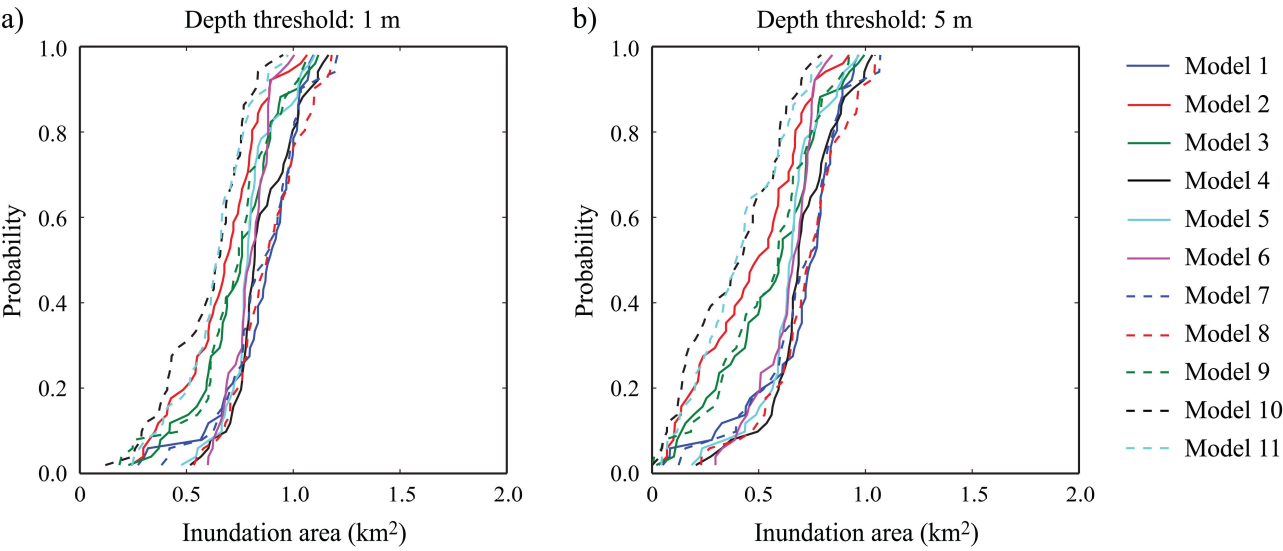 a)
Depth threshold: 1 m
1.0
0.8
0.6
0.4
0.2
0.0
Probability
0 0.5 1.0 1.5 2.0
Inundation area (km²)
b)
Depth threshold: 5 m
1.0
0.8
0.6
0.4
0.2
0.0
Probability
0 0.5 1.0 1.5 2.0
Inundation area (km²)
Model 1
Model 2
Model 3
Model 4
Model 5
Model 6
Model 7
Model 8
Model 9
Model 10
Model 11